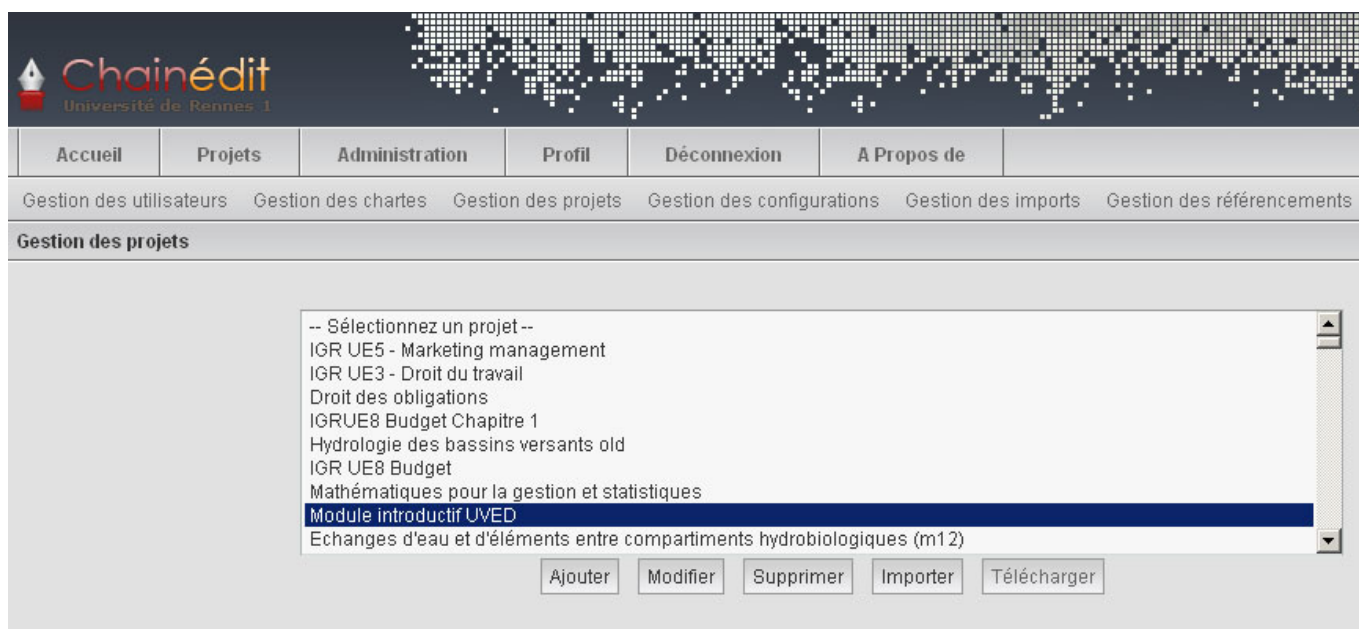 Chainédit
Université de Rennes 1
Accueil Projets Administration Profil Déconnexion A Propos de
Gestion des utilisateurs Gestion des chartes Gestion des projets Gestion des configurations Gestion des imports Gestion des référencements
Gestion des projets
-- Sélectionnez un projet --
IGR UE5 - Marketing management
IGR UE3 - Droit du travail
Droit des obligations
IGRUE8 Budget Chapitre 1
Hydrologie des bassins versants old
IGR UE8 Budget
Mathématiques pour la gestion et statistiques
Module introductif UVED
Echanges d'eau et d'éléments entre compartiments hydrobiologiques (m12)
Ajouter Modifier Supprimer Importer Télécharger